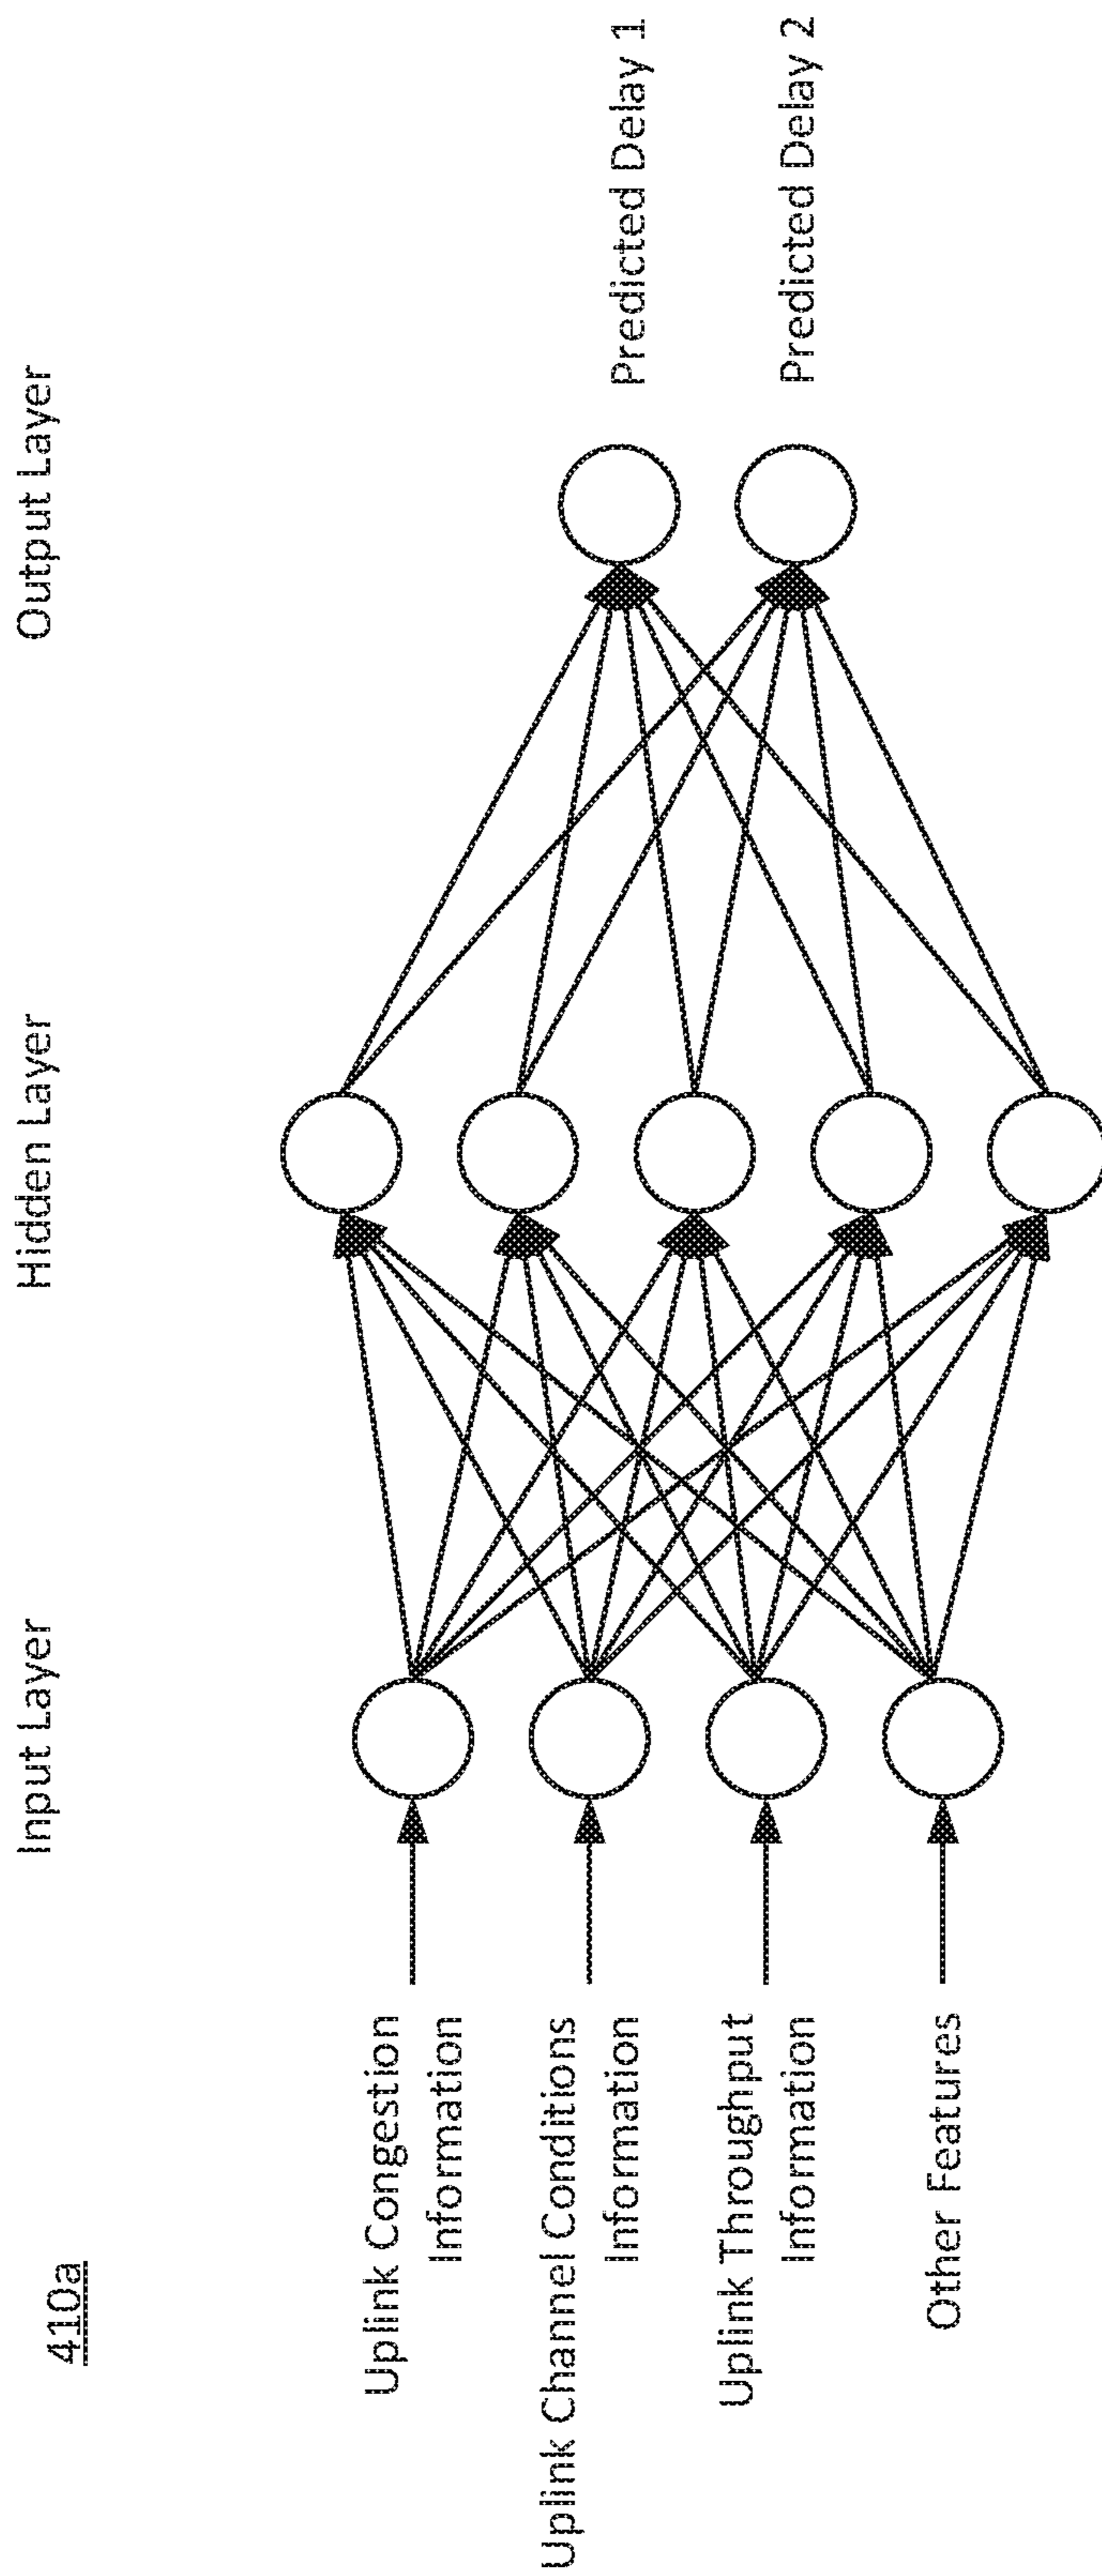 410a
Input Layer
Hidden Layer
Output Layer
Uplink Congestion
Information
Uplink Channel Conditions
Information
Uplink Throughput
Information
Other Features
Predicted Delay 1
Predicted Delay 2